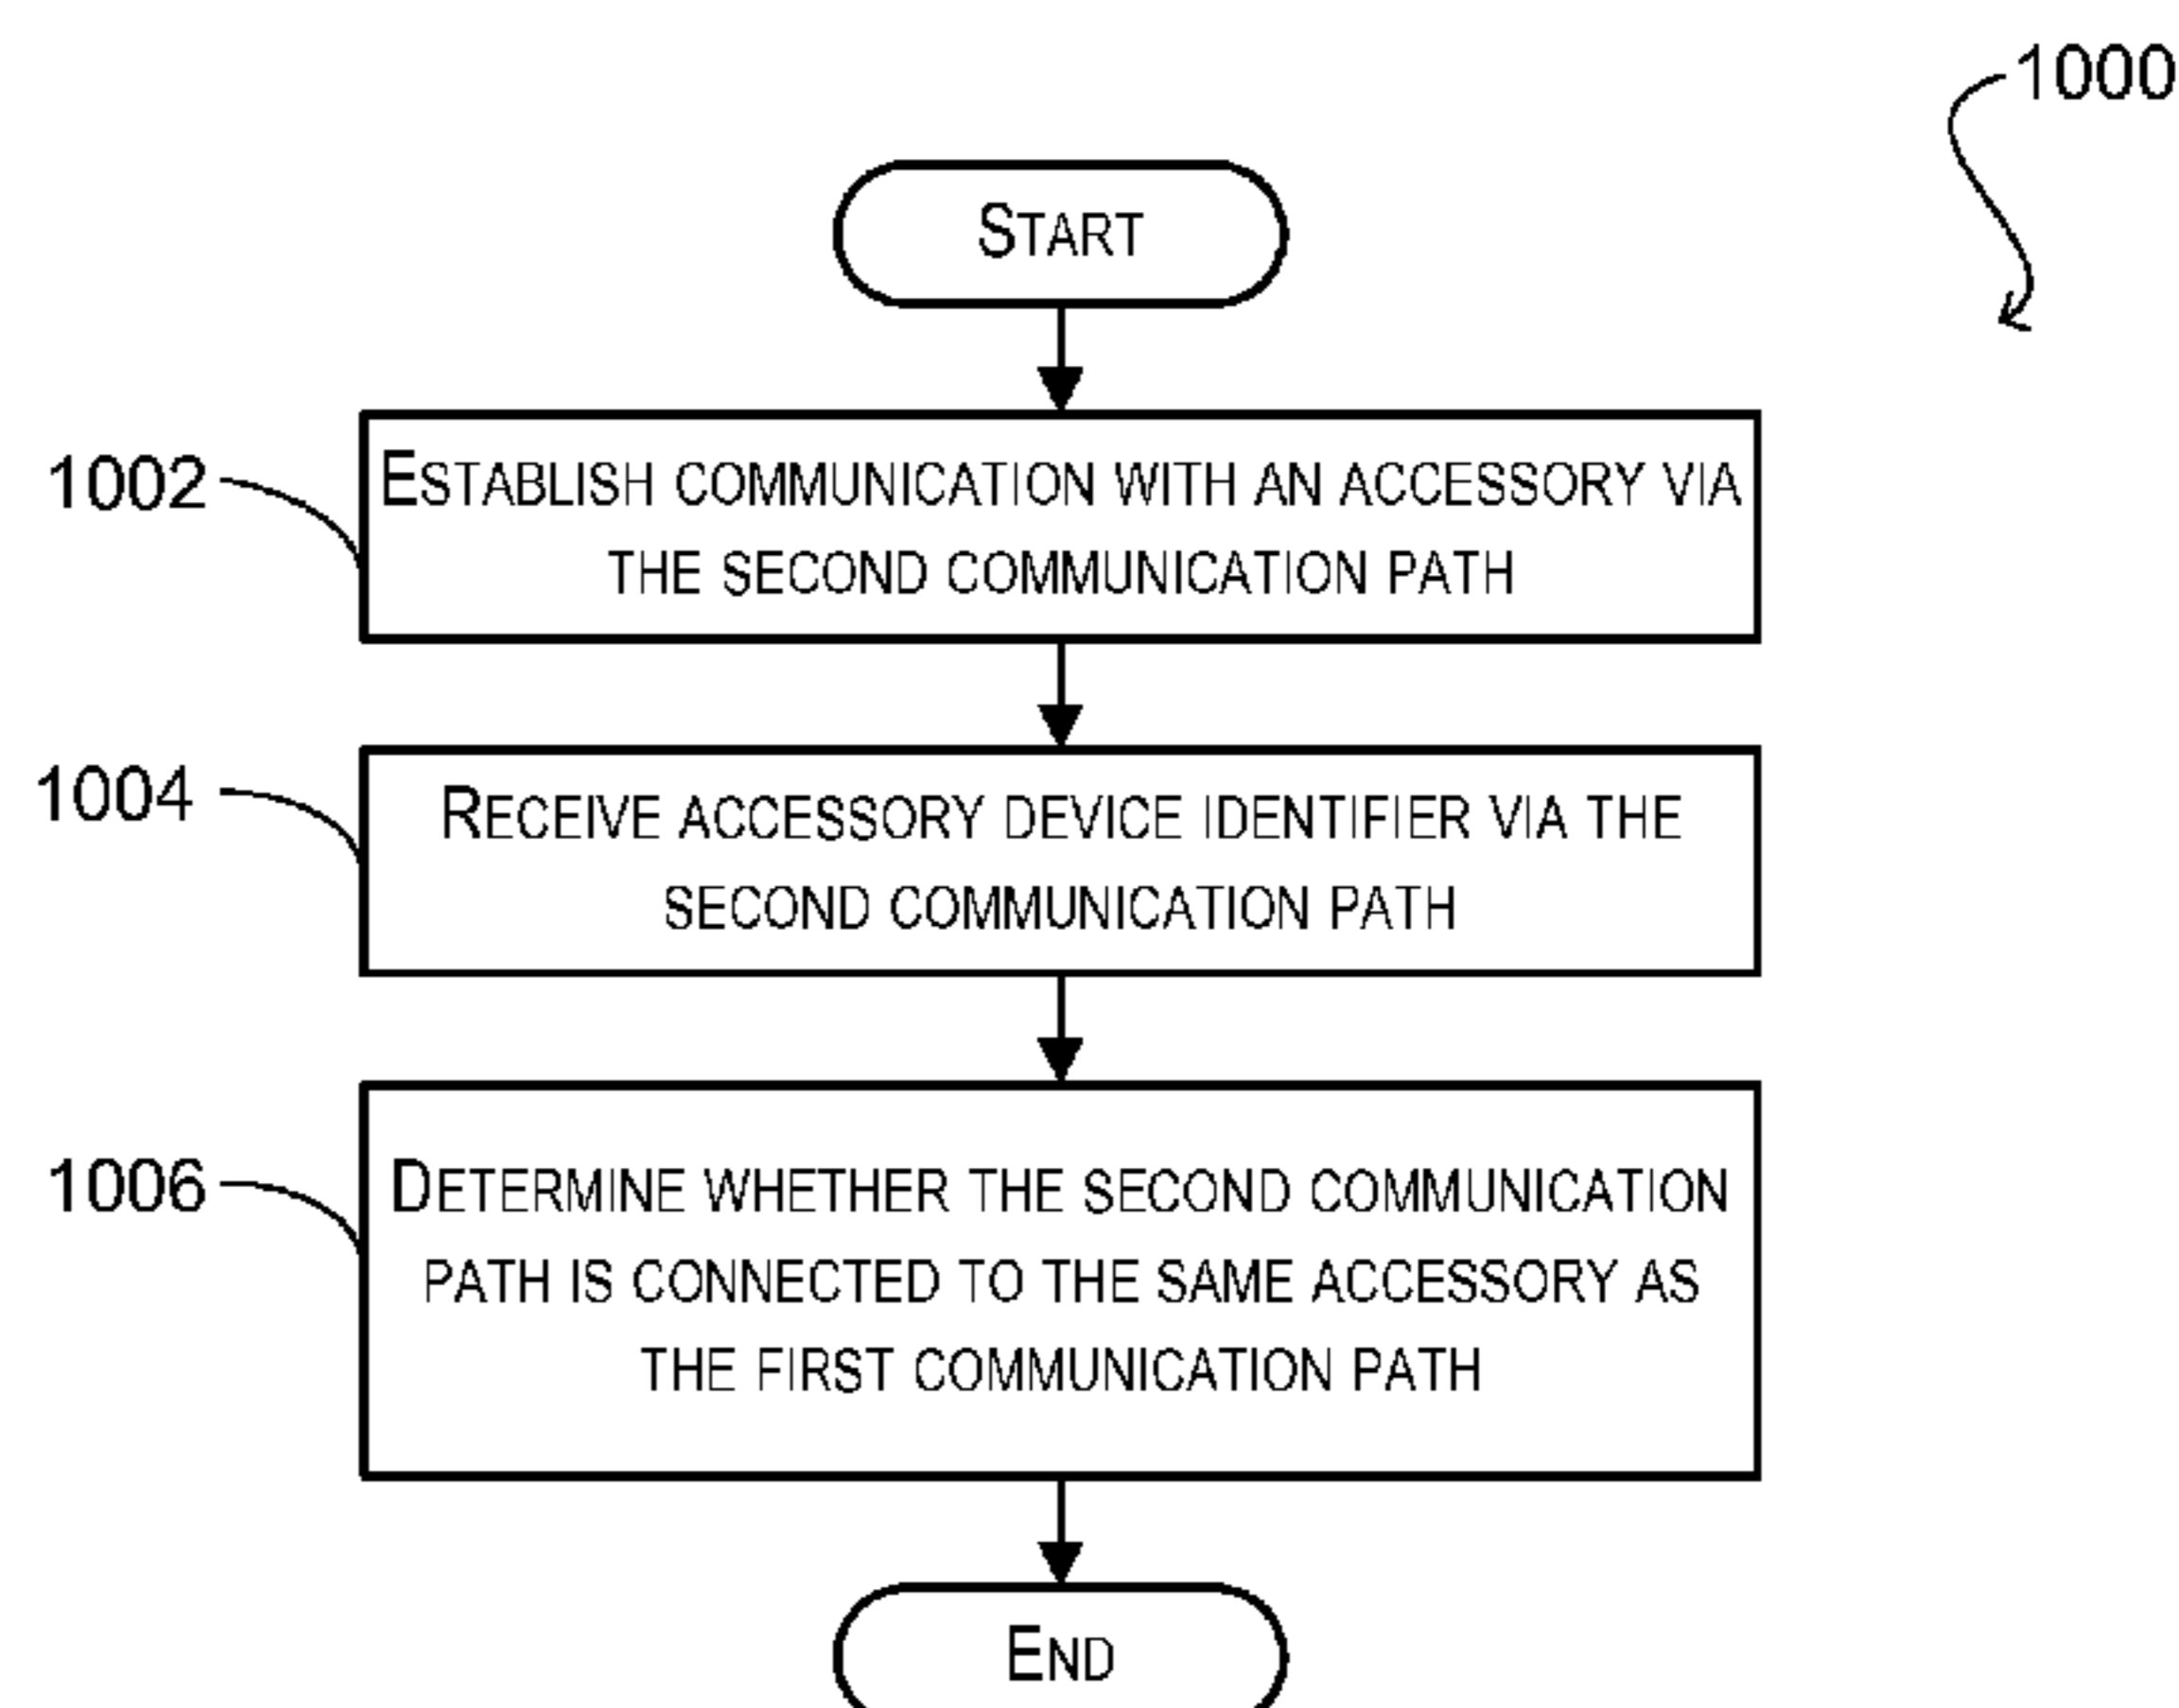 1000
START
1002
ESTABLISH COMMUNICATION WITH AN ACCESSORY VIA
THE SECOND COMMUNICATION PATH
1004
RECEIVE ACCESSORY DEVICE IDENTIFIER VIA THE
SECOND COMMUNICATION PATH
1006
DETERMINE WHETHER THE SECOND COMMUNICATION
PATH IS CONNECTED TO THE SAME ACCESSORY AS
THE FIRST COMMUNICATION PATH
END